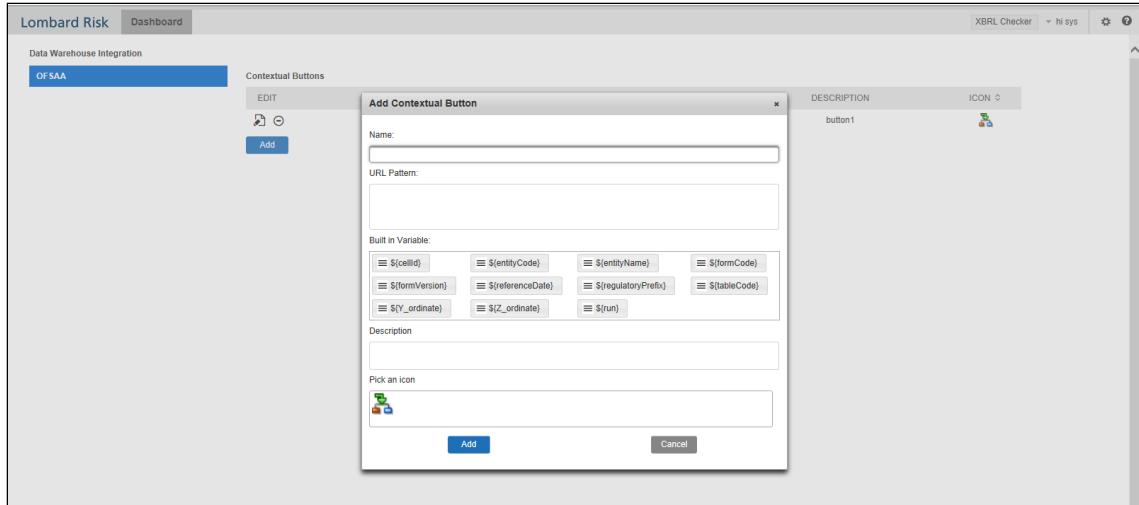 Lombard Risk Dashboard XBRL Checker hi sys
Data Warehouse Integration
OFSAA
Contextual Buttons
EDIT DESCRIPTION ICON
button1
Add
Add Contextual Button
Name:
URL Pattern:
Built in Variable:
${cellId} ${entityCode} ${entityName} ${formCode}
${formVersion} ${referenceDate} ${regulatoryPrefix} ${tableCode}
${Y_ordinate} ${Z_ordinate} ${run}
Description
Pick an icon
Add Cancel